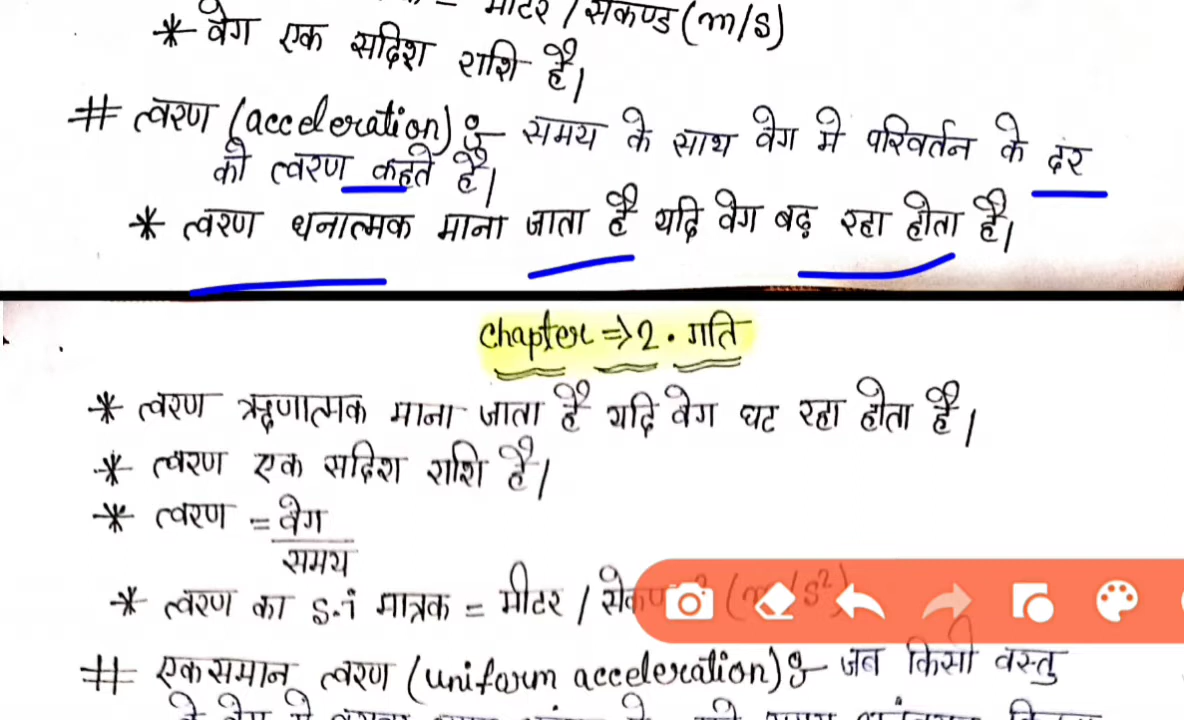 मीटर / सेकण्ड (m/s)
* वेग एक सदिश राशि है।
# त्वरण (acceleration) :- समय के साथ वेग मे परिवर्तन के दर
को त्वरण कहते है।
* त्वरण धनात्मक माना जाता है यदि वेग बढ़ रहा होता है।
chapter => 2. गति
* त्वरण ऋणात्मक माना जाता है यदि वेग घट रहा होता है।
* त्वरण एक सदिश राशि है।
* त्वरण = वेग
समय
* त्वरण का s.i मात्रक = मीटर /
# एकसमान त्वरण (uniform acceleration) :- जब किसी वस्तु